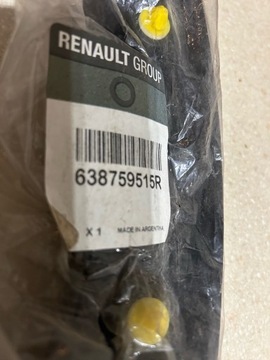 RENAULT GROUP
638759515R
X 1 MADE IN ARGENTINA